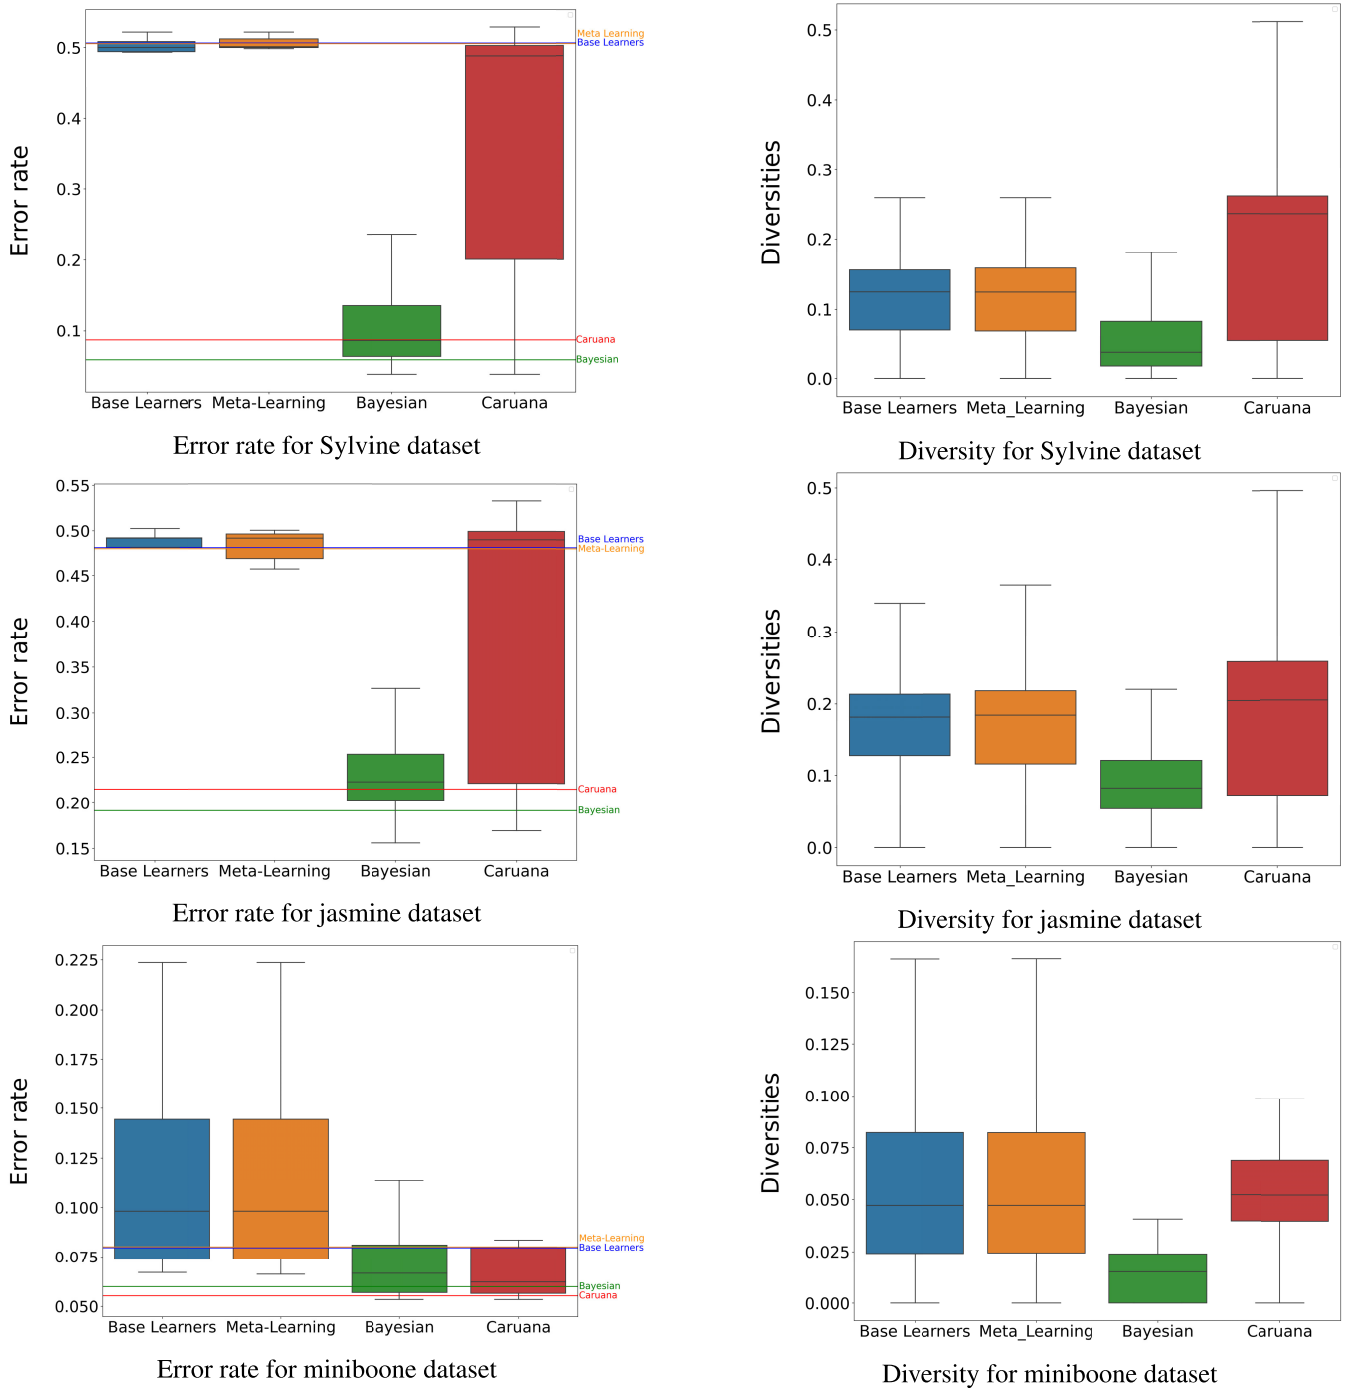 Error rate
0.5
0.4
0.3
0.2
0.1
Meta Learning
Base Learners
Caruana
Bayesian
Base Learners
Meta-Learning
Bayesian
Caruana
Error rate for Sylvine dataset
Diversities
0.5
0.4
0.3
0.2
0.1
0.0
Base Learners
Meta_Learning
Bayesian
Caruana
Diversity for Sylvine dataset
Error rate
0.55
0.50
0.45
0.40
0.35
0.30
0.25
0.20
0.15
Base Learners
Meta-Learning
Caruana
Bayesian
Base Learners
Meta-Learning
Bayesian
Caruana
Error rate for jasmine dataset
Diversities
0.5
0.4
0.3
0.2
0.1
0.0
Base Learners
Meta_Learning
Bayesian
Caruana
Diversity for jasmine dataset
Error rate
0.225
0.200
0.175
0.150
0.125
0.100
0.075
0.050
Meta-Learning
Base Learners
Bayesian
Caruana
Base Learners
Meta-Learning
Bayesian
Caruana
Error rate for miniboone dataset
Diversities
0.150
0.125
0.100
0.075
0.050
0.025
0.000
Base Learners
Meta_Learning
Bayesian
Caruana
Diversity for miniboone dataset